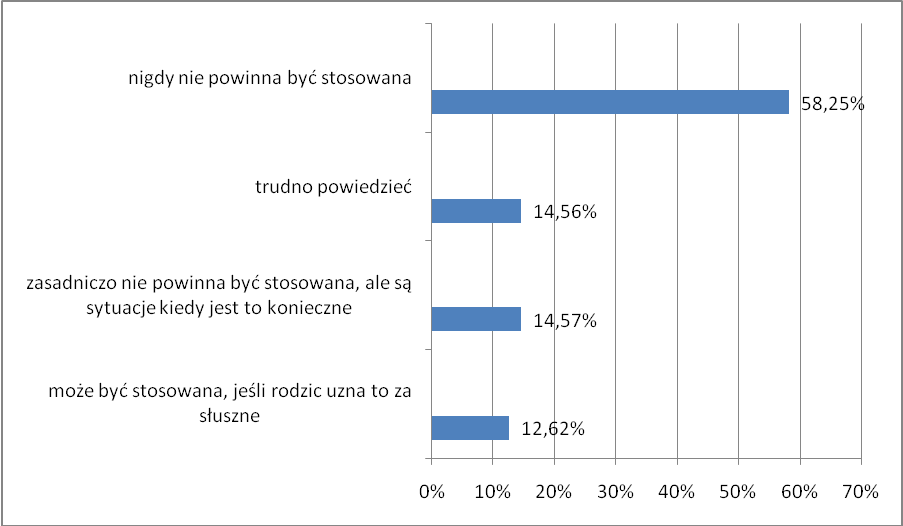 nigdy nie powinna być stosowana
58,25%
trudno powiedzieć
14,56%
zasadniczo nie powinna być stosowana, ale są
sytuacje kiedy jest to konieczne
14,57%
może być stosowana, jeśli rodzic uzna to za
słuszne
12,62%
0% 10% 20% 30% 40% 50% 60% 70%